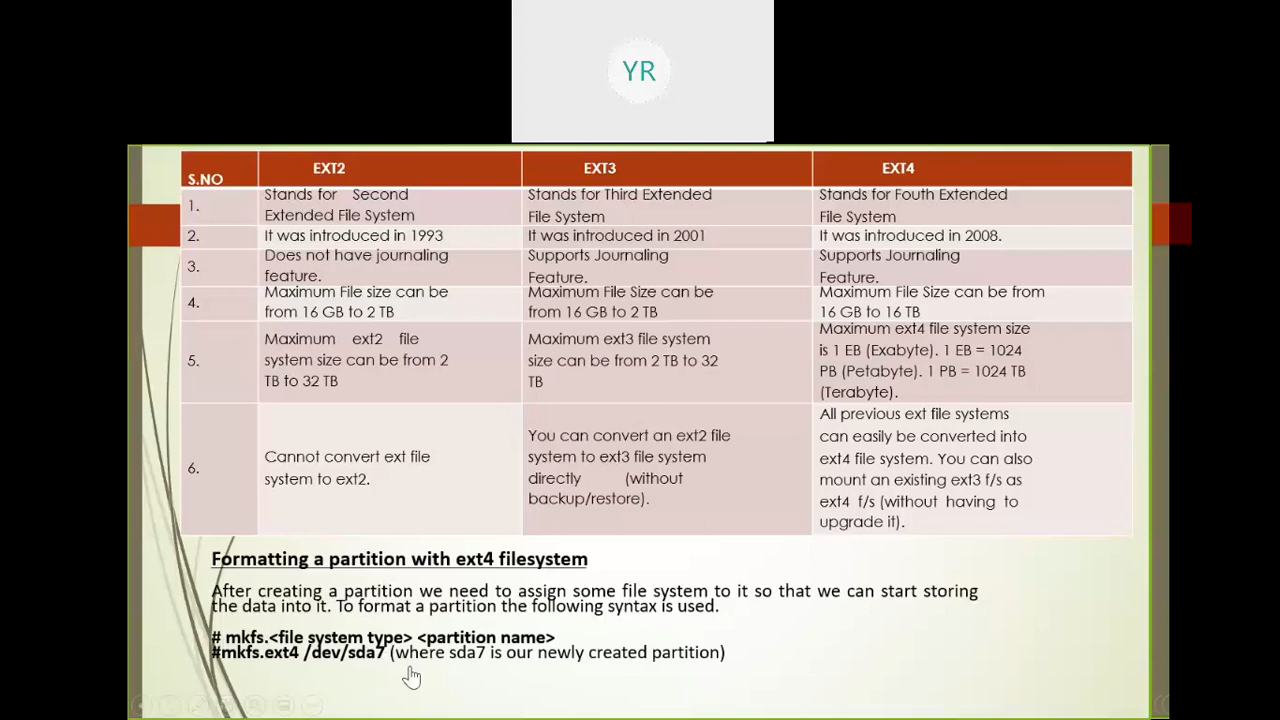 YR
S.NO EXT2 EXT3 EXT4
1. Stands for Second Stands for Third Extended Stands for Fouth Extended
Extended File System File System File System
2. It was introduced in 1993 It was introduced in 2001 It was introduced in 2008.
3. Does not have journaling Supports Journaling Supports Journaling
feature. Feature. Feature.
4. Maximum File size can be Maximum File Size can be Maximum File Size can be from
from 16 GB to 2 TB from 16 GB to 2 TB 16 GB to 16 TB
5. Maximum ext2 file
system size can be from 2
TB to 32 TB
Maximum ext3 file system
size can be from 2 TB to 32
TB
Maximum ext4 file system size
is 1 EB (Exabyte). 1 EB = 1024
PB (Petabyte). 1 PB = 1024 TB
(Terabyte).
6. Cannot convert ext file
system to ext2.
You can convert an ext2 file
system to ext3 file system
directly (without
backup/restore).
All previous ext file systems
can easily be converted into
ext4 file system. You can also
mount an existing ext3 f/s as
ext4 f/s (without having to
upgrade it).
Formatting a partition with ext4 filesystem
After creating a partition we need to assign some file system to it so that we can start storing
the data into it. To format a partition the following syntax is used.
# mkfs.<file system type> <partition name>
#mkfs.ext4 /dev/sda7 (where sda7 is our newly created partition)